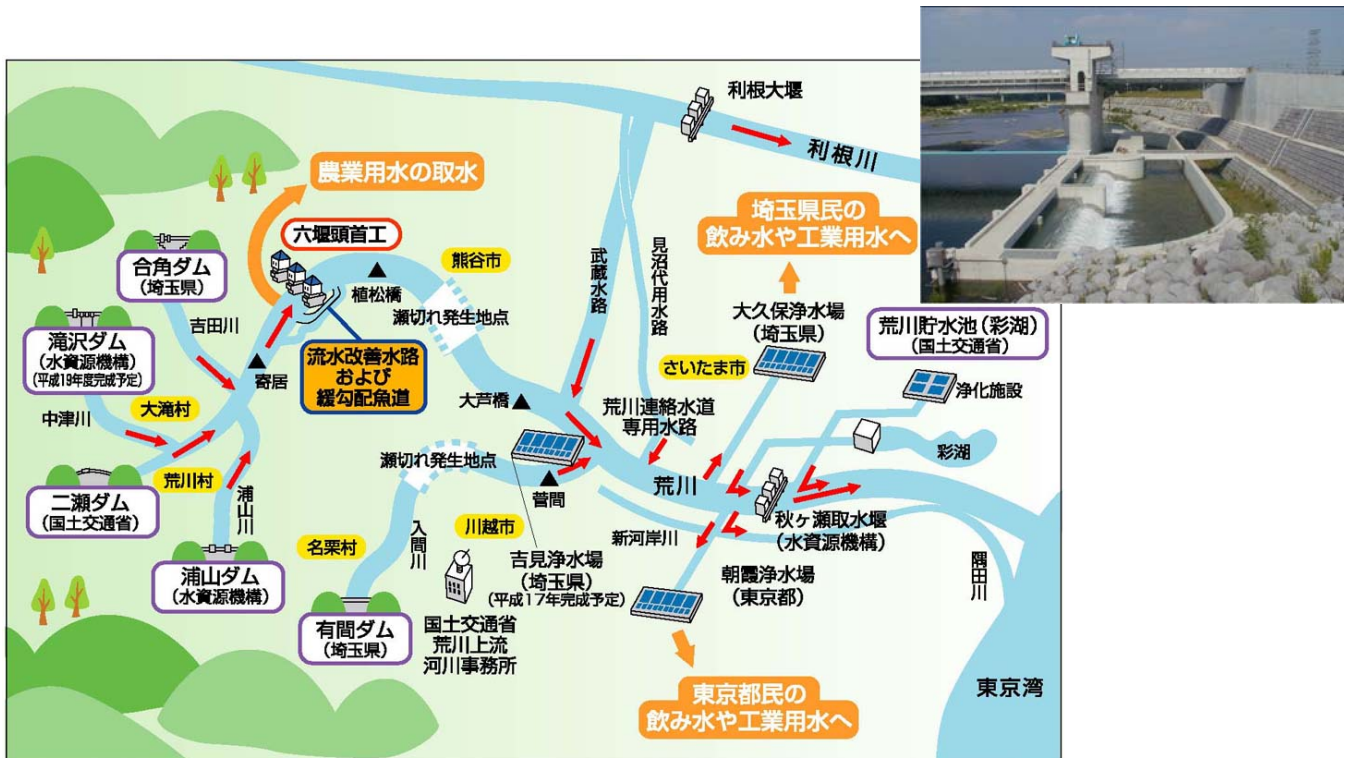 利根大堰
利根川
農業用水の取水
六堰頭首工
熊谷市
植松橋
瀬切れ発生地点
合角ダム
（埼玉県）
吉田川
滝沢ダム
（水資源機構）
（平成19年度完成予定）
寄居
流水改善水路
および
緩勾配魚道
武蔵水路
見沼代用水路
埼玉県民の
飲み水や工業用水へ
大久保浄水場
（埼玉県）
さいたま市
荒川貯水池（彩湖）
（国土交通省）
浄化施設
彩湖
大滝村
中津川
荒川村
二瀬ダム
（国土交通省）
浦山川
浦山ダム
（水資源機構）
大芦橋
荒川連絡水道
専用水路
瀬切れ発生地点
菅間
荒川
入間川
川越市
名栗村
吉見浄水場
（埼玉県）
（平成17年完成予定）
新河岸川
秋ヶ瀬取水堰
（水資源機構）
朝霞浄水場
（東京都）
隅田川
有間ダム
（埼玉県）
国土交通省
荒川上流
河川事務所
東京都民の
飲み水や工業用水へ
東京湾